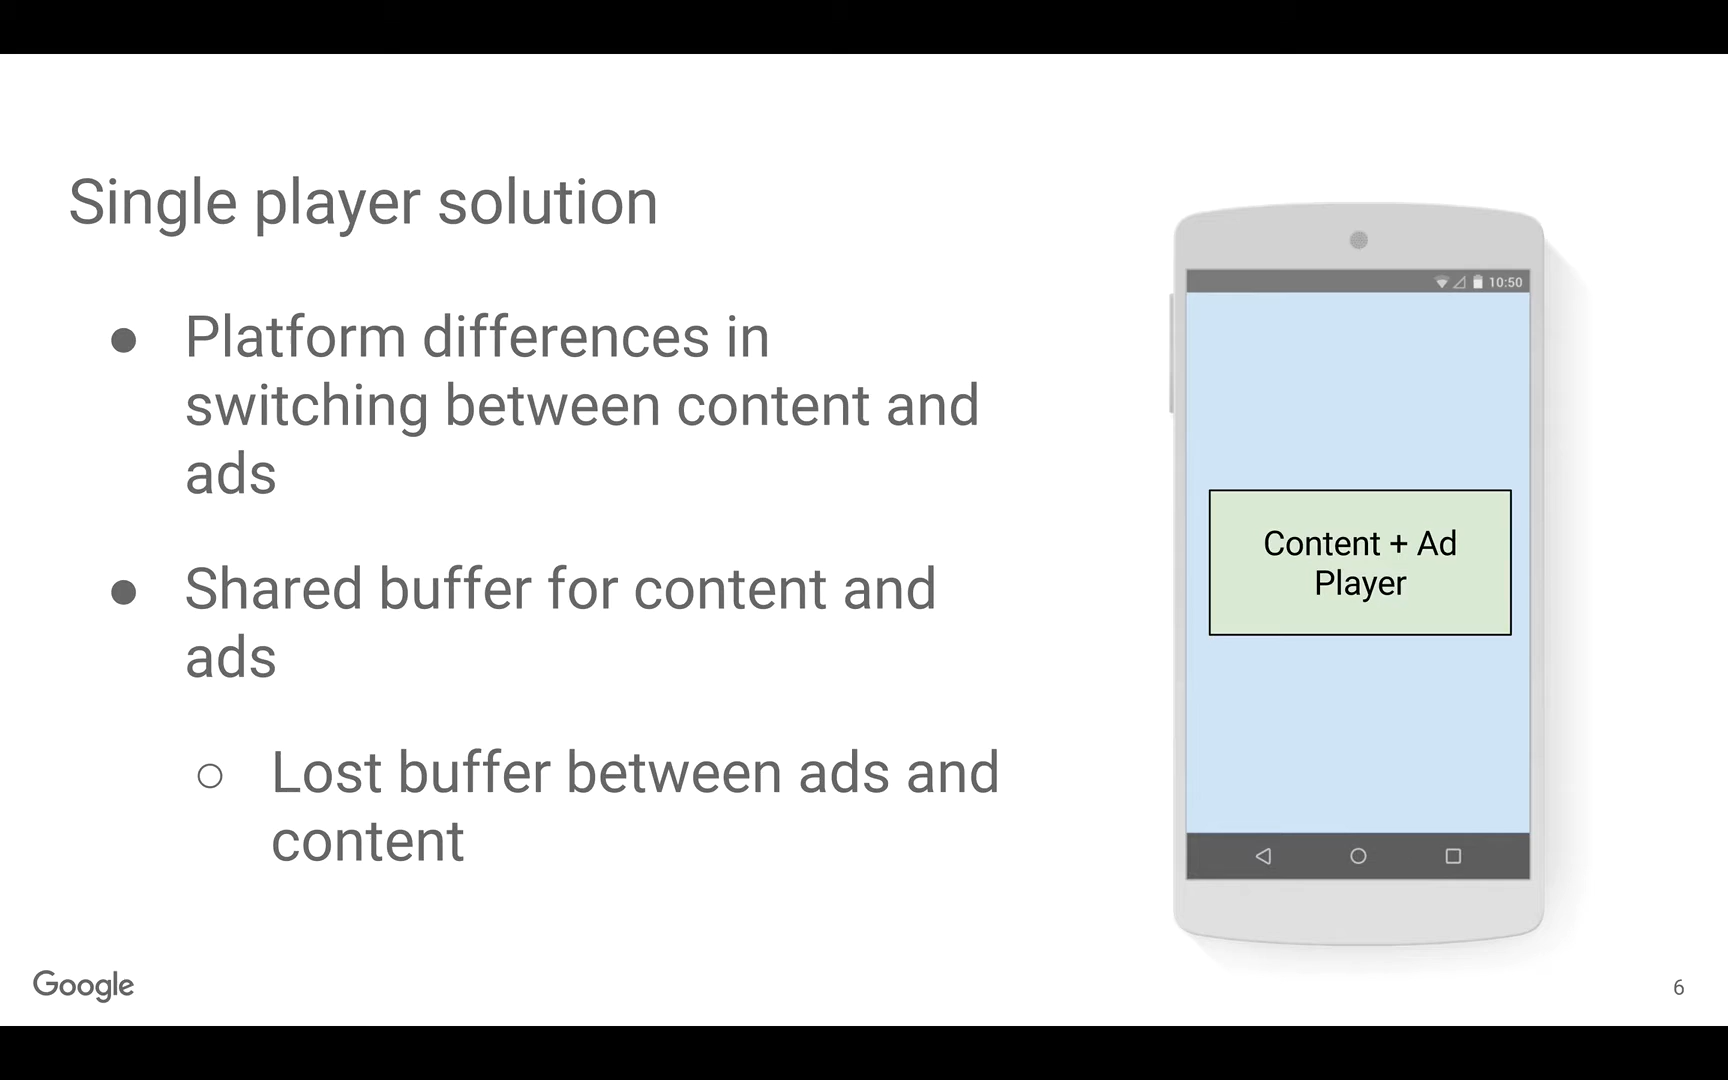 Single player solution
● Platform differences in
switching between content and
ads
● Shared buffer for content and
ads
○ Lost buffer between ads and
content
10:50
Content + Ad
Player
Google
6